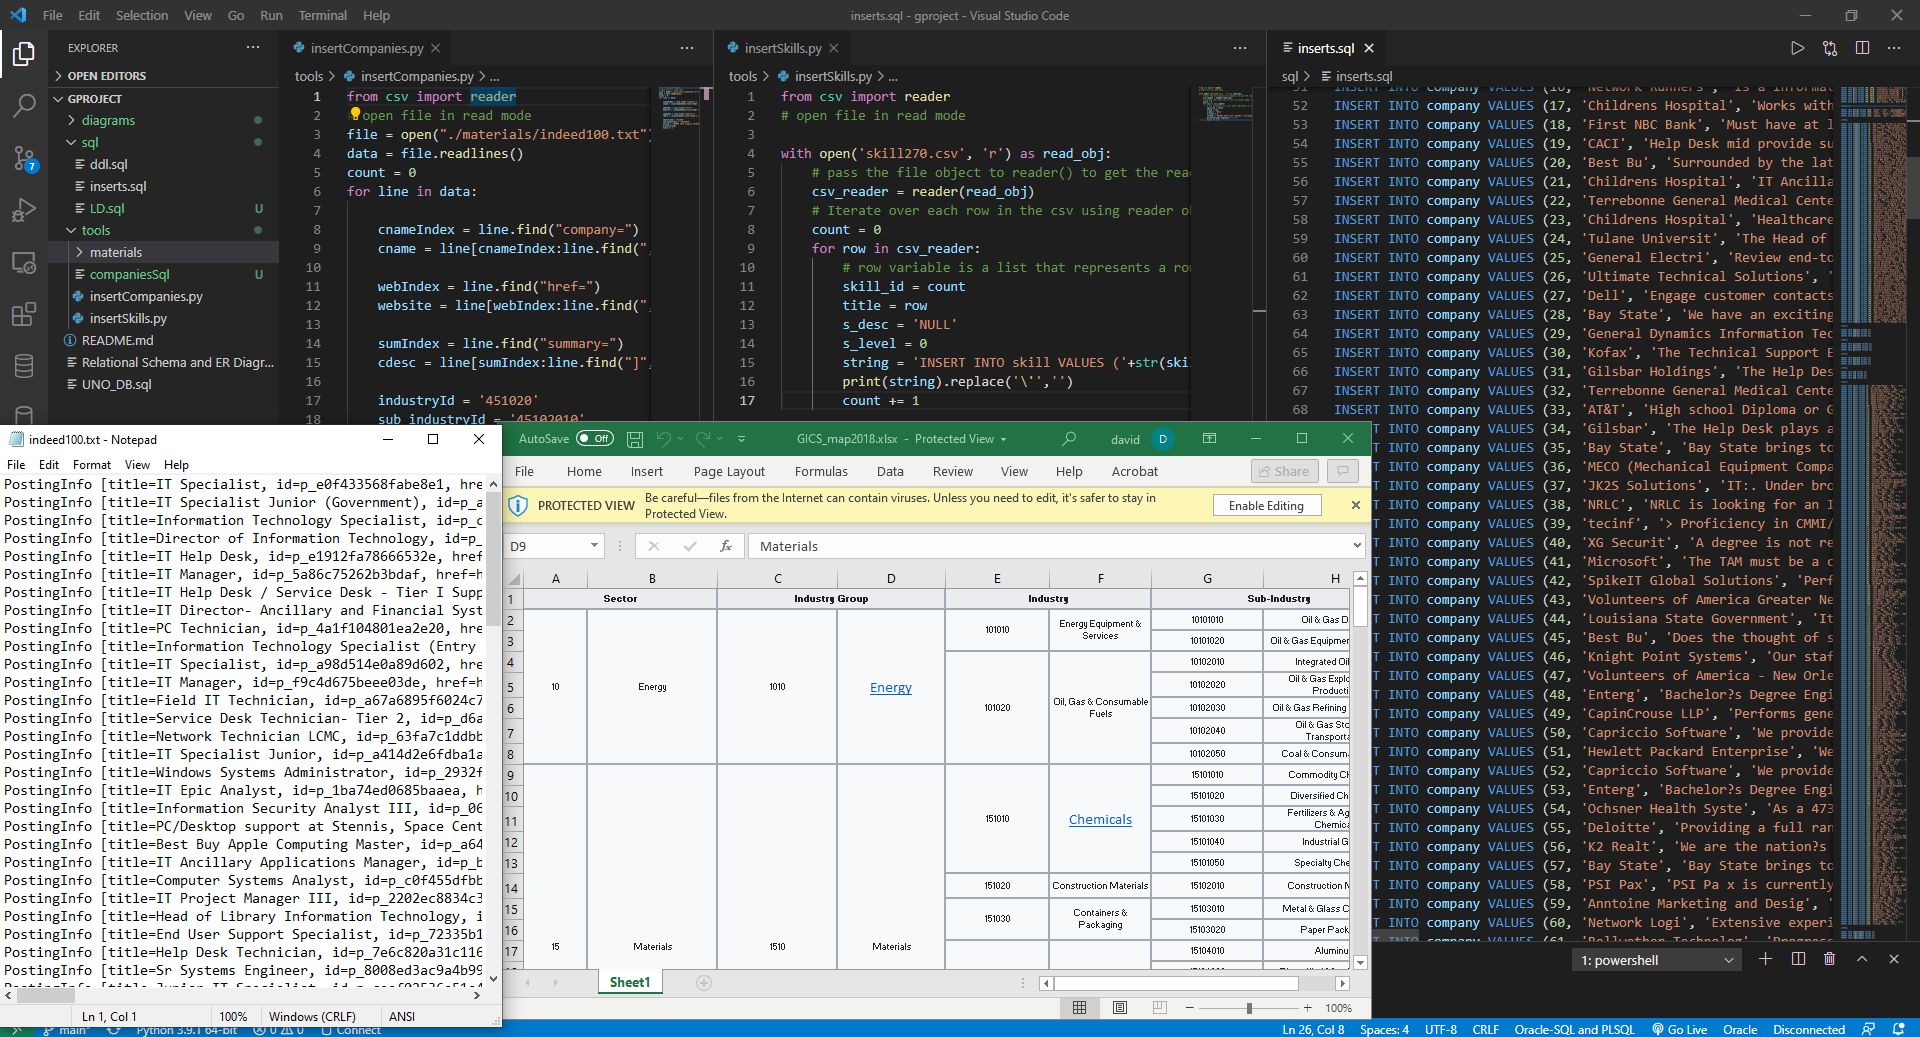 File Edit Selection View Go Run Terminal Help
inserts.sql - gproject - Visual Studio Code
EXPLORER
OPEN EDITORS
GPROJECT
diagrams
sql
ddl.sql
inserts.sql
LD.sql U
tools
materials
companiesSql U
insertCompanies.py
insertSkills.py
README.md
Relational Schema and ER Diagr...
UNO_DB.sql
7
insertCompanies.py
tools > insertCompanies.py > ...
1 from csv import reader
2 open file in read mode
3 file = open("./materials/indeed100.txt")
4 data = file.readlines()
5 count = 0
6 for line in data:
7
8 cnameIndex = line.find("company=")
9 cname = line[cnameIndex:line.find(",
10
11 webIndex = line.find("href=")
12 website = line[webIndex:line.find(",
13
14 sumIndex = line.find("summary=")
15 cdesc = line[sumIndex:line.find("]",
16
17 industryId = '451020'
18 sub_industryId = '45102010'
insertSkills.py
tools > insertSkills.py > ...
1 from csv import reader
2 # open file in read mode
3
4 with open('skill270.csv', 'r') as read_obj:
5 # pass the file object to reader() to get the rea
6 csv_reader = reader(read_obj)
7 # Iterate over each row in the csv using reader o
8 count = 0
9 for row in csv_reader:
10 # row variable is a list that represents a ro
11 skill_id = count
12 title = row
13 s_desc = 'NULL'
14 s_level = 0
15 string = 'INSERT INTO skill VALUES ('+str(ski
16 print(string).replace('\'','')
17 count += 1
inserts.sql
sql > inserts.sql
51 INSERT INTO company VALUES (16, 'Network Runners', 'is a informa
52 INSERT INTO company VALUES (17, 'Childrens Hospital', 'Works with
53 INSERT INTO company VALUES (18, 'First NBC Bank', 'Must have at l
54 INSERT INTO company VALUES (19, 'CACI', 'Help Desk mid provide su
55 INSERT INTO company VALUES (20, 'Best Bu', 'Surrounded by the lat
56 INSERT INTO company VALUES (21, 'Childrens Hospital', 'IT Ancilla
57 INSERT INTO company VALUES (22, 'Terrebonne General Medical Cente
58 INSERT INTO company VALUES (23, 'Childrens Hospital', 'Healthcare
59 INSERT INTO company VALUES (24, 'Tulane Universit', 'The Head of
60 INSERT INTO company VALUES (25, 'General Electri', 'Review end-to
61 INSERT INTO company VALUES (26, 'Ultimate Technical Solutions', '
62 INSERT INTO company VALUES (27, 'Dell', 'Engage customer contacts
63 INSERT INTO company VALUES (28, 'Bay State', 'We have an exciting
64 INSERT INTO company VALUES (29, 'General Dynamics Information Tec
65 INSERT INTO company VALUES (30, 'Kofax', 'The Technical Support E
66 INSERT INTO company VALUES (31, 'Gilsbar Holdings', 'The Help Des
67 INSERT INTO company VALUES (32, 'Terrebonne General Medical Cente
68 INSERT INTO company VALUES (33, 'AT&T', 'High school Diploma or G
T INTO company VALUES (34, 'Gilsbar', 'The Help Desk plays a
T INTO company VALUES (35, 'Bay State', 'Bay State brings to
T INTO company VALUES (36, 'MECO (Mechanical Equipment Compa
T INTO company VALUES (37, 'JK2S Solutions', 'IT:. Under bro
T INTO company VALUES (38, 'NRLC', 'NRLC is looking for an I
T INTO company VALUES (39, 'tecinf', '> Proficiency in CMMI/
T INTO company VALUES (40, 'XG Securit', 'A degree is not re
T INTO company VALUES (41, 'Microsoft', 'The TAM must be a c
T INTO company VALUES (42, 'SpikeIT Global Solutions', 'Perf
T INTO company VALUES (43, 'Volunteers of America Greater Ne
T INTO company VALUES (44, 'Louisiana State Government', 'It
T INTO company VALUES (45, 'Best Bu', 'Does the thought of s
T INTO company VALUES (46, 'Knight Point Systems', 'Our staf
T INTO company VALUES (47, 'Volunteers of America - New Orle
T INTO company VALUES (48, 'Enterg', 'Bachelor?s Degree Engi
T INTO company VALUES (49, 'CapinCrouse LLP', 'Performs gene
T INTO company VALUES (50, 'Capriccio Software', 'We provide
T INTO company VALUES (51, 'Hewlett Packard Enterprise', 'We
T INTO company VALUES (52, 'Capriccio Software', 'We provide
T INTO company VALUES (53, 'Enterg', 'Bachelor?s Degree Engi
T INTO company VALUES (54, 'Ochsner Health Syste', 'As a 473
T INTO company VALUES (55, 'Deloitte', 'Providing a full ran
T INTO company VALUES (56, 'K2 Realt', 'We are the nation?s
T INTO company VALUES (57, 'Bay State', 'Bay State brings to
T INTO company VALUES (58, 'PSI Pax', 'PSI Pa x is currently
T INTO company VALUES (59, 'Anntoine Marketing and Desig', '
T INTO company VALUES (60, 'Network Logi', 'Extensive experi
T INTO company VALUES (61, 'Bellwether Technolog', 'Progress
1: powershell
indeed100.txt - Notepad
File Edit Format View Help
PostingInfo [title=IT Specialist, id=p_e0f433568fabe8e1, hre
PostingInfo [title=IT Specialist Junior (Government), id=p_a
PostingInfo [title=Information Technology Specialist, id=p_c
PostingInfo [title=Director of Information Technology, id=p_
PostingInfo [title=IT Help Desk, id=p_e1912fa78666532e, href
PostingInfo [title=IT Manager, id=p_5a86c75262b3bdaf, href=h
PostingInfo [title=IT Help Desk / Service Desk - Tier I Supp
PostingInfo [title=IT Director- Ancillary and Financial Syst
PostingInfo [title=PC Technician, id=p_4a1f104801ea2e20, hre
PostingInfo [title=Information Technology Specialist (Entry
PostingInfo [title=IT Specialist, id=p_a98d514e0a89d602, hre
PostingInfo [title=IT Manager, id=p_f9c4d675beee03de, href=h
PostingInfo [title=Field IT Technician, id=p_a67a6895f6024c7
PostingInfo [title=Service Desk Technician- Tier 2, id=p_d6a
PostingInfo [title=Network Technician LCMC, id=p_63fa7c1ddbb
PostingInfo [title=IT Specialist Junior, id=p_a414d2e6fdba1a
PostingInfo [title=Windows Systems Administrator, id=p_2932f
PostingInfo [title=IT Epic Analyst, id=p_1ba74ed0685baaea, h
PostingInfo [title=Information Security Analyst III, id=p_06
PostingInfo [title=PC/Desktop support at Stennis, Space Cent
PostingInfo [title=Best Buy Apple Computing Master, id=p_a64
PostingInfo [title=IT Ancillary Applications Manager, id=p_b
PostingInfo [title=Computer Systems Analyst, id=p_c0f455dfbb
PostingInfo [title=IT Project Manager III, id=p_2202ec8834c3
PostingInfo [title=Head of Library Information Technology, i
PostingInfo [title=End User Support Specialist, id=p_72335b1
PostingInfo [title=Help Desk Technician, id=p_7e6c820a31c116
PostingInfo [title=Sr Systems Engineer, id=p_8008ed3ac9a4b99
Ln 1, Col 1 100% Windows (CRLF) ANSI
AutoSave Off GICS_map2018.xlsx - Protected View david D
File Home Insert Page Layout Formulas Data Review View Help Acrobat Share
PROTECTED VIEW Be careful—files from the Internet can contain viruses. Unless you need to edit, it's safer to stay in
Protected View. Enable Editing
D9 fx Materials
A B C D E F G H
1 Sector Industry Group Industry Sub-Industry
2 10101010 Oil & Gas D
101010 Energy Equipment & Services
3 10101020 Oil & Gas Equipmer
4 10102010 Integrated Oil
5 10 Energy 1010 Energy 10102020 Oil & Gas Explo Producti
6 101020 Oil, Gas & Consumable Fuels 10102030 Oil & Gas Refining
7 10102040 Oil & Gas Sto Transporta
8 10102050 Coal & Consum
9 15101010 Commodity Ch
10 15101020 Diversified Ch
11 151010 Chemicals 15101030 Fertilizers & Ag Chemica
12 15101040 Industrial G
13 15101050 Specialty Che
14 151020 Construction Materials 15102010 Construction M
15 15103010 Metal & Glass C
151030 Containers & Packaging
16 15103020 Paper Pack
17 15 Materials 1510 Materials 15104010 Aluminu
Sheet1
100%
main* Python 3.9.1 64-bit 0 0 Connect
Ln 26, Col 8 Spaces: 4 UTF-8 CRLF Oracle-SQL and PLSQL Go Live Oracle Disconnected